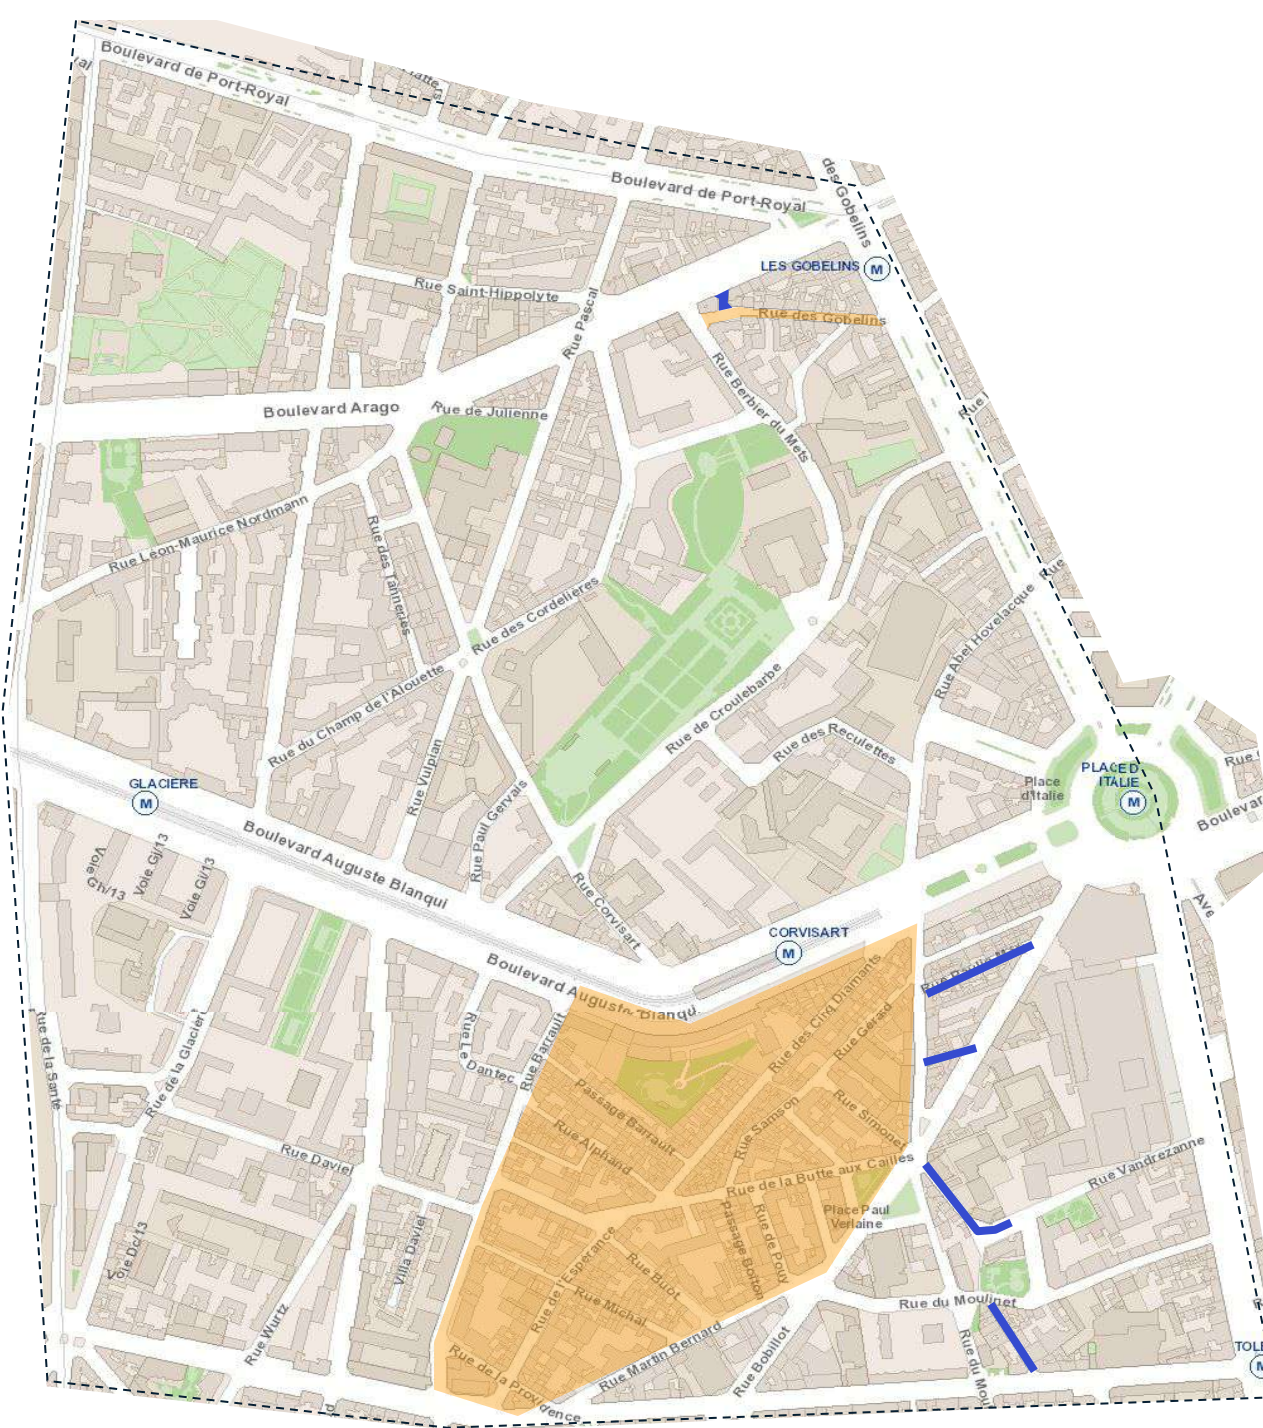 Boulevard de Port-Royal
Boulevard de Port-Royal
des Gobelins
LES GOBELINS
M
Rue Saint-Hippolyte
Rue Pascal
Rue des Gobelins
Rue Berbier du Mets
Boulevard Arago
Rue de Julienne
Rue Léon-Maurice Nordmann
Rue des Tanneries
Rue des Cordelières
Rue
Rue Abel Hovelacque
Rue du Champ de l'Alouette
Rue Vulpian
Rue de Croulebarbe
Rue des Reculettes
Rue Paul Gervais
GLACIERE
M
Place
d'Italie
PLACE D
ITALIE
M
Boulevard Auguste Blanqui
Voie Gh/13
Voie Gj/13
Voie Gi/13
Rue Corvisart
CORVISART
M
Boulevard Auguste Blanqui
Rue des Cinq Diamants
Rue Gérard
Rue de la Santé
Rue de la Glacière
Rue Le Dantec
Rue Barrault
Passage Barrault
Rue Alphand
Rue Samson
Rue Simonet
Rue de la Butte aux Cailles
Rue Daviel
Villa Daviel
Voie Dc/13
Rue Wurtz
Place Paul
Verlaine
Passage Boiton
Rue de Pouy
Rue Buot
Rue Michal
Rue de l'Espérance
Rue de la Providence
Rue Martin Bernard
Rue Bobillot
Rue Vandrezanne
Rue du Moulinet
Rue du Mou
TOLB
M